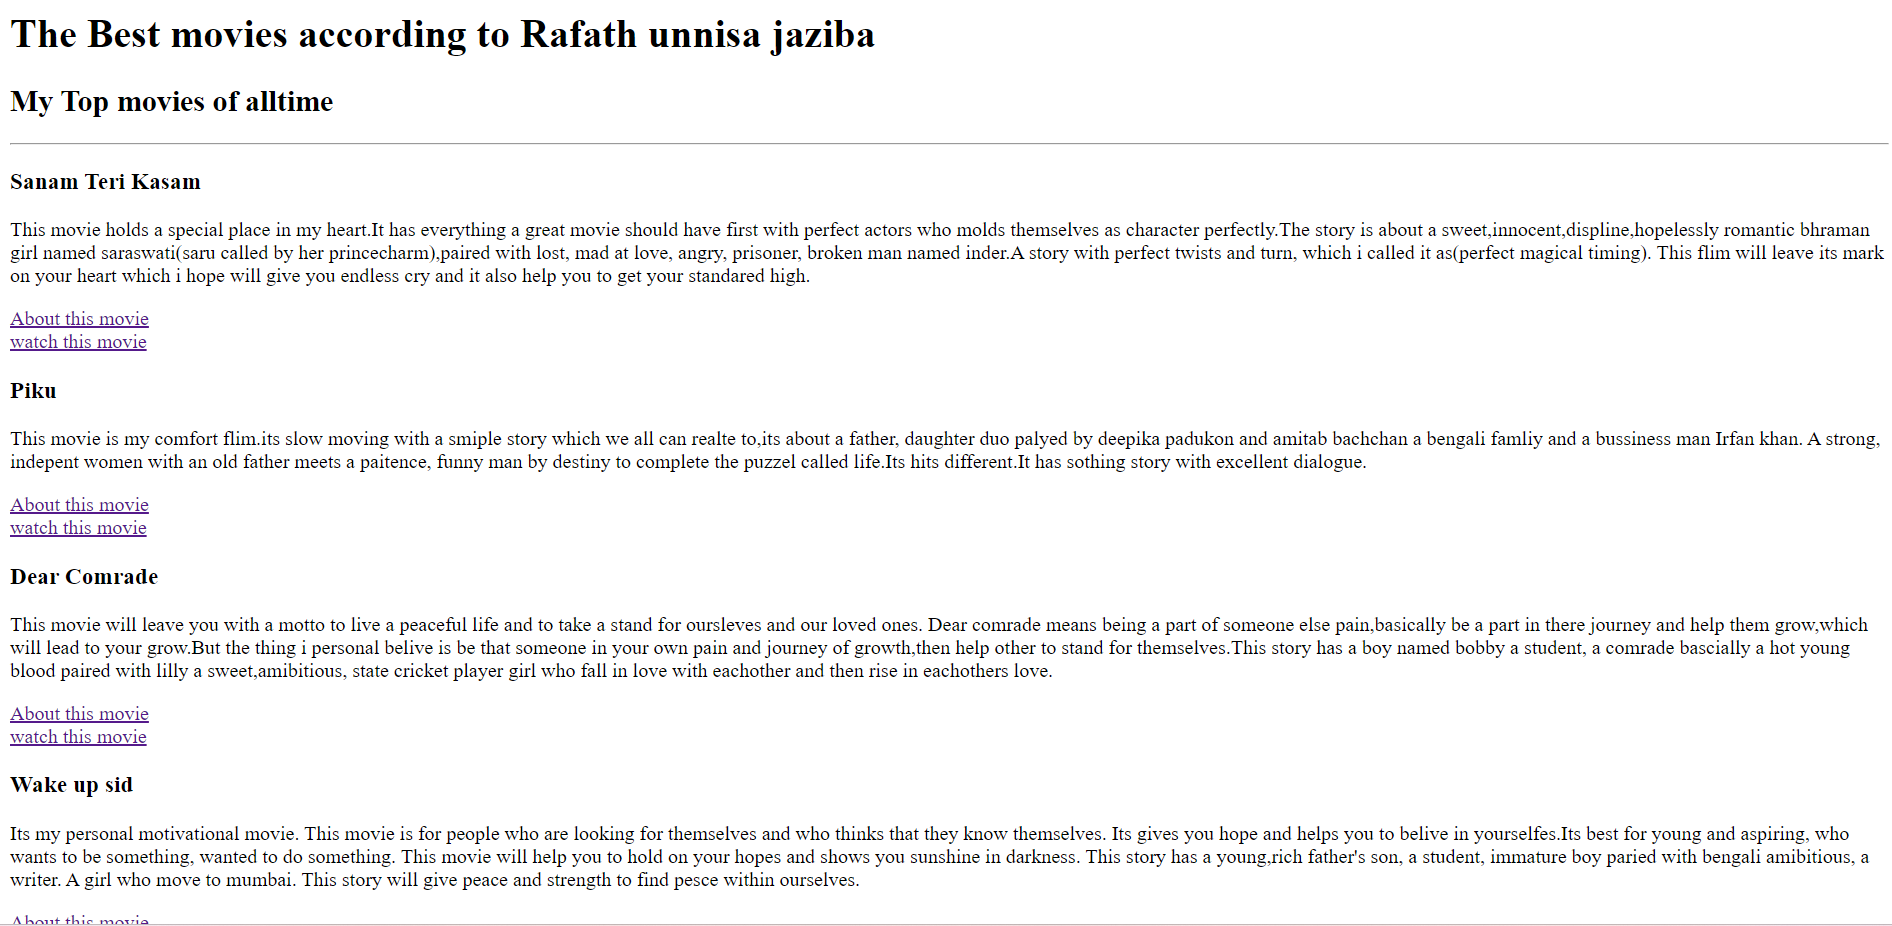 The Best movies according to Rafath unnisa jaziba
My Top movies of alltime
Sanam Teri Kasam
This movie holds a special place in my heart.It has everything a great movie should have first with perfect actors who molds themselves as character perfectly.The story is about a sweet,innocent,displine,hopelessly romantic bhraman
girl named saraswati(saru called by her princecharm),paired with lost, mad at love, angry, prisoner, broken man named inder.A story with perfect twists and turn, which i called it as(perfect magical timing). This flim will leave its mark
on your heart which i hope will give you endless cry and it also help you to get your standared high.
About this movie
watch this movie
Piku
This movie is my comfort flim.its slow moving with a smiple story which we all can realte to,its about a father, daughter duo palyed by deepika padukon and amitab bachchan a bengali famliy and a bussiness man Irfan khan. A strong,
indepent women with an old father meets a paitence, funny man by destiny to complete the puzzel called life.Its hits different.It has sothing story with excellent dialogue.
About this movie
watch this movie
Dear Comrade
This movie will leave you with a motto to live a peaceful life and to take a stand for oursleves and our loved ones. Dear comrade means being a part of someone else pain,basically be a part in there journey and help them grow,which
will lead to your grow.But the thing i personal belive is be that someone in your own pain and journey of growth,then help other to stand for themselves.This story has a boy named bobby a student, a comrade bascially a hot young
blood paired with lilly a sweet,amibitious, state cricket player girl who fall in love with eachother and then rise in eachothers love.
About this movie
watch this movie
Wake up sid
Its my personal motivational movie. This movie is for people who are looking for themselves and who thinks that they know themselves. Its gives you hope and helps you to belive in yourselfes.Its best for young and aspiring, who
wants to be something, wanted to do something. This movie will help you to hold on your hopes and shows you sunshine in darkness. This story has a young,rich father's son, a student, immature boy paried with bengali amibitious, a
writer. A girl who move to mumbai. This story will give peace and strength to find pesce within ourselves.
About this movie